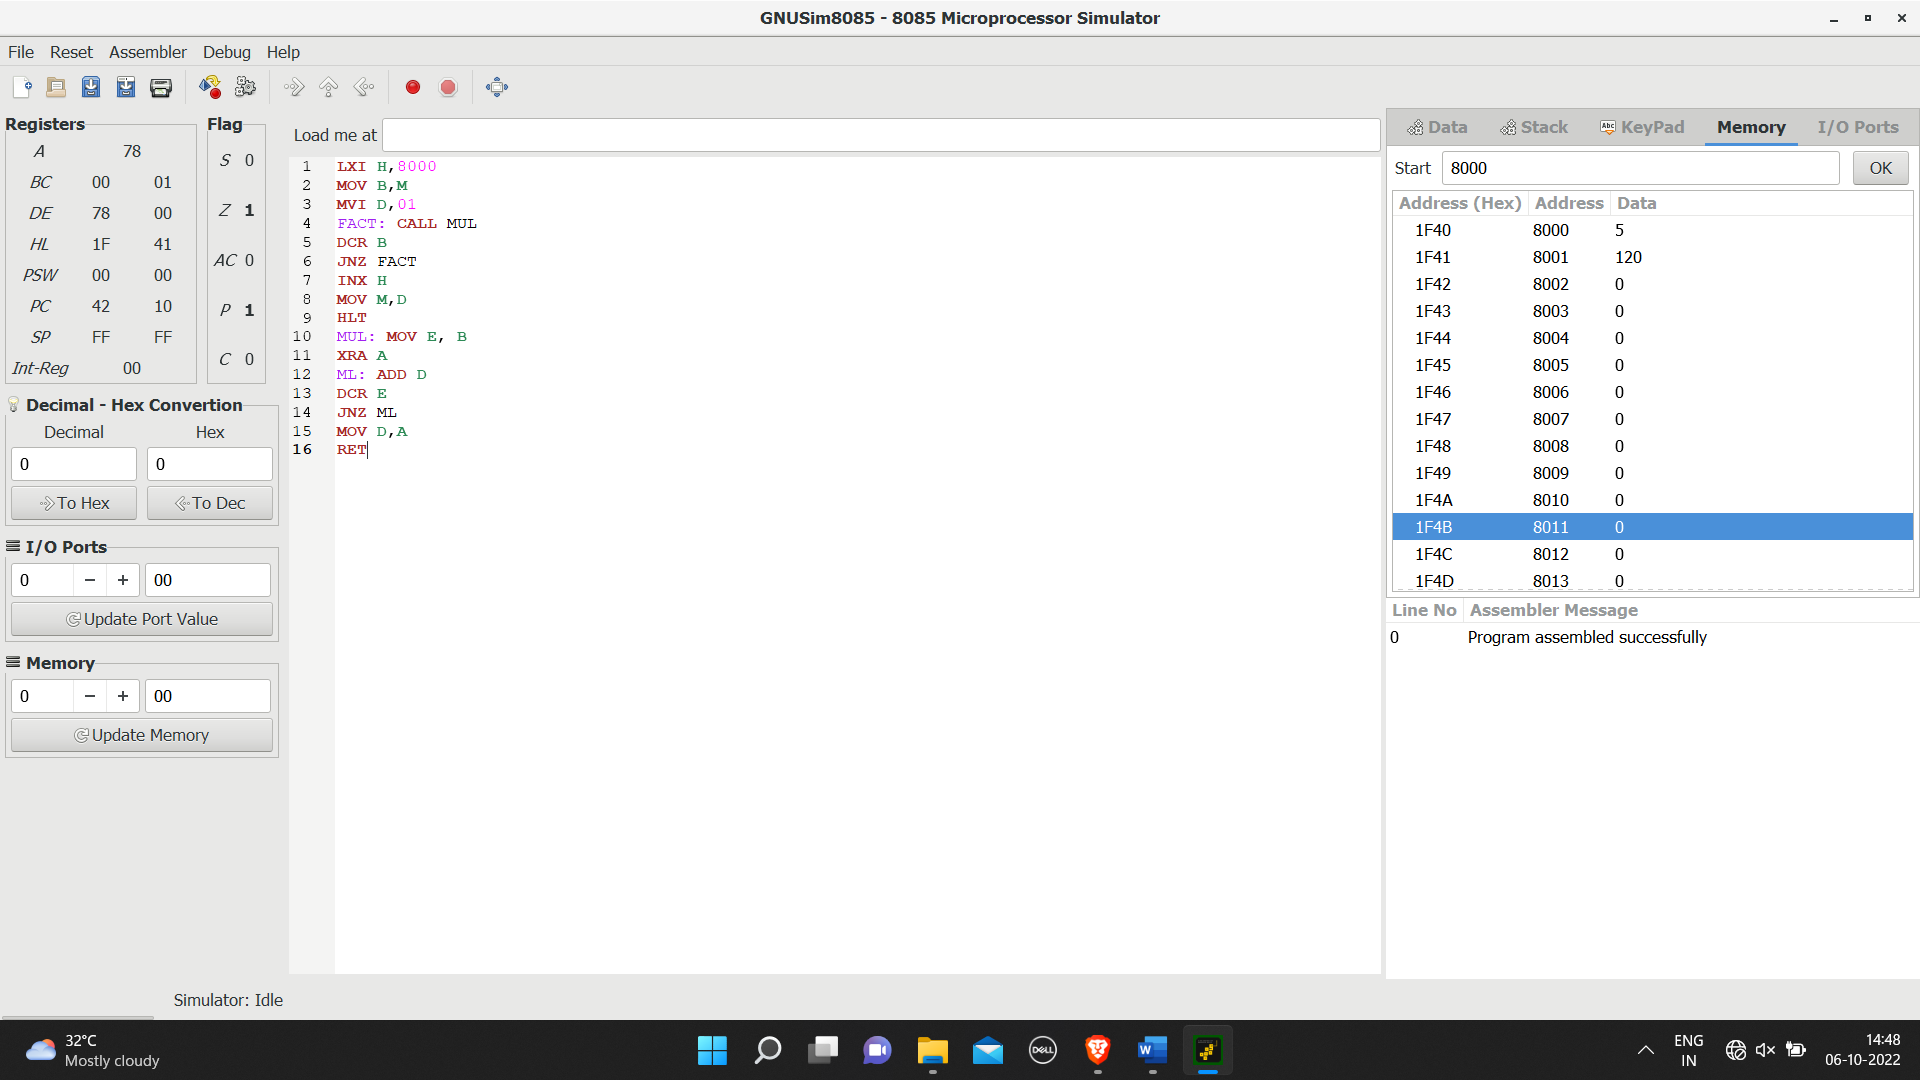 GNUSim8085 - 8085 Microprocessor Simulator
File Reset Assembler Debug Help
Registers
A 78
BC 00 01
DE 78 00
HL 1F 41
PSW 00 00
PC 42 10
SP FF FF
Int-Reg 00
Flag
S 0
Z 1
AC 0
P 1
C 0
Decimal - Hex Convertion
Decimal Hex
0 0
To Hex To Dec
I/O Ports
0 − + 00
Update Port Value
Memory
0 − + 00
Update Memory
Load me at
1 LXI H,8000
2 MOV B,M
3 MVI D,01
4 FACT: CALL MUL
5 DCR B
6 JNZ FACT
7 INX H
8 MOV M,D
9 HLT
10 MUL: MOV E, B
11 XRA A
12 ML: ADD D
13 DCR E
14 JNZ ML
15 MOV D,A
16 RET
Data Stack Abc KeyPad Memory I/O Ports
Start 8000 OK
Address (Hex) Address Data
1F40 8000 5
1F41 8001 120
1F42 8002 0
1F43 8003 0
1F44 8004 0
1F45 8005 0
1F46 8006 0
1F47 8007 0
1F48 8008 0
1F49 8009 0
1F4A 8010 0
1F4B 8011 0
1F4C 8012 0
1F4D 8013 0
Line No Assembler Message
0 Program assembled successfully
Simulator: Idle
32°C
Mostly cloudy
DELL
W
ENG
IN
14:48
06-10-2022